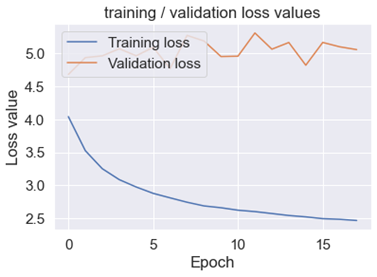 training / validation loss values
Training loss
Validation loss
Loss value
5.0
4.5
4.0
3.5
3.0
2.5
0
5
10
15
Epoch